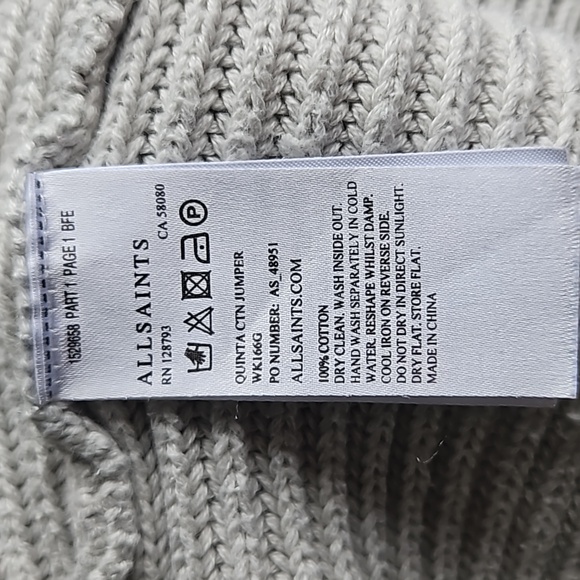 1529658 PART 1 PAGE 1 BFE
ALLSAINTS
RN 128793 CA 58080
P
QUINTA CTN JUMPER
WK166G
PO NUMBER: AS_48951
ALLSAINTS.COM
100% COTTON
DRY CLEAN. WASH INSIDE OUT.
HAND WASH SEPARATELY IN COLD
WATER. RESHAPE WHILST DAMP.
COOL IRON ON REVERSE SIDE.
DO NOT DRY IN DIRECT SUNLIGHT.
DRY FLAT. STORE FLAT.
MADE IN CHINA